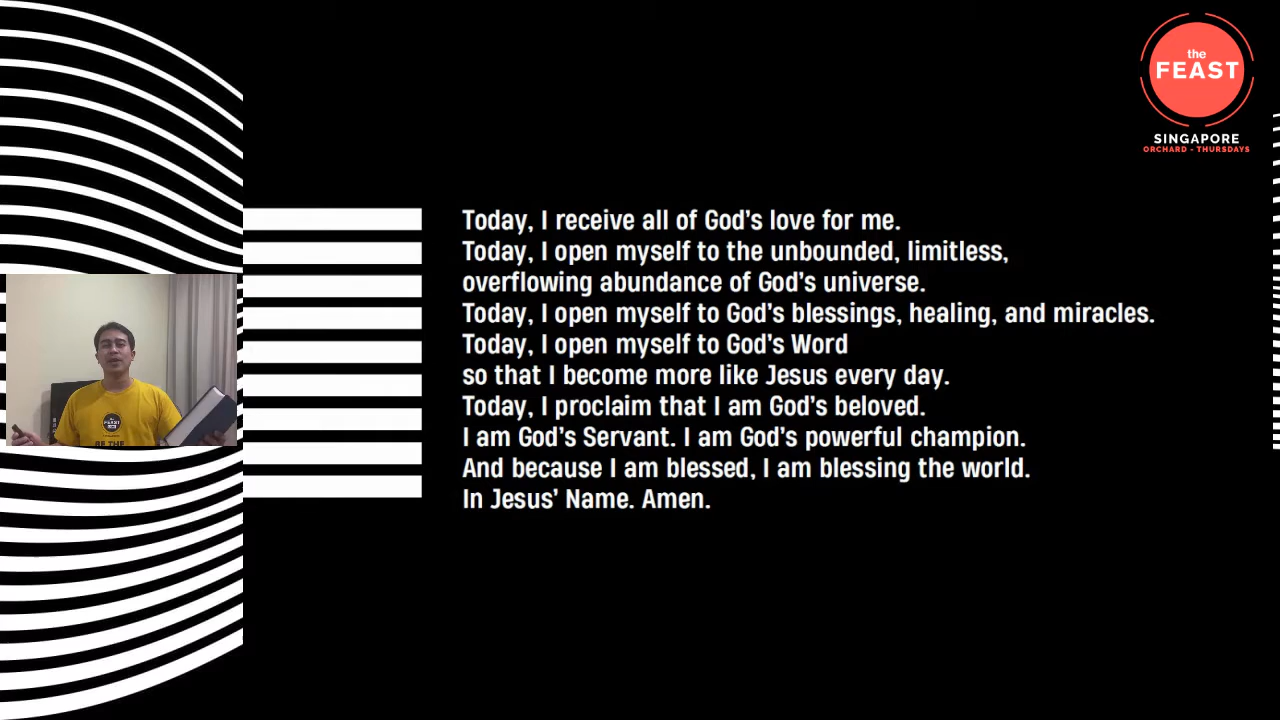 the
FEAST
SINGAPORE
ORCHARD - THURSDAYS
Today, I receive all of God's love for me.
Today, I open myself to the unbounded, limitless,
overflowing abundance of God's universe.
Today, I open myself to God's blessings, healing, and miracles.
Today, I open myself to God's Word
so that I become more like Jesus every day.
Today, I proclaim that I am God's beloved.
I am God's Servant. I am God's powerful champion.
And because I am blessed, I am blessing the world.
In Jesus' Name. Amen.
FEAST
BE THE